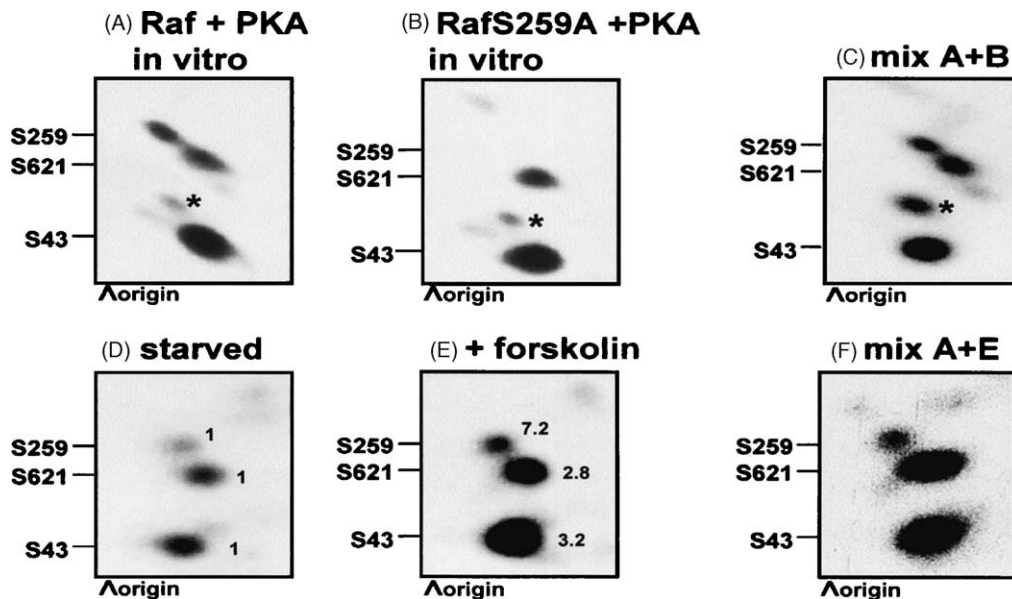 (A) Raf + PKA
in vitro
S259
S621
*
S43
Λorigin
(B) RafS259A +PKA
in vitro
S259
S621
*
S43
Λorigin
(C) mix A+B
S259
S621
*
S43
Λorigin
(D) starved
S259
1
S621
1
S43
1
Λorigin
(E) + forskolin
S259
7.2
S621
2.8
S43
3.2
Λorigin
(F) mix A+E
S259
S621
S43
Λorigin